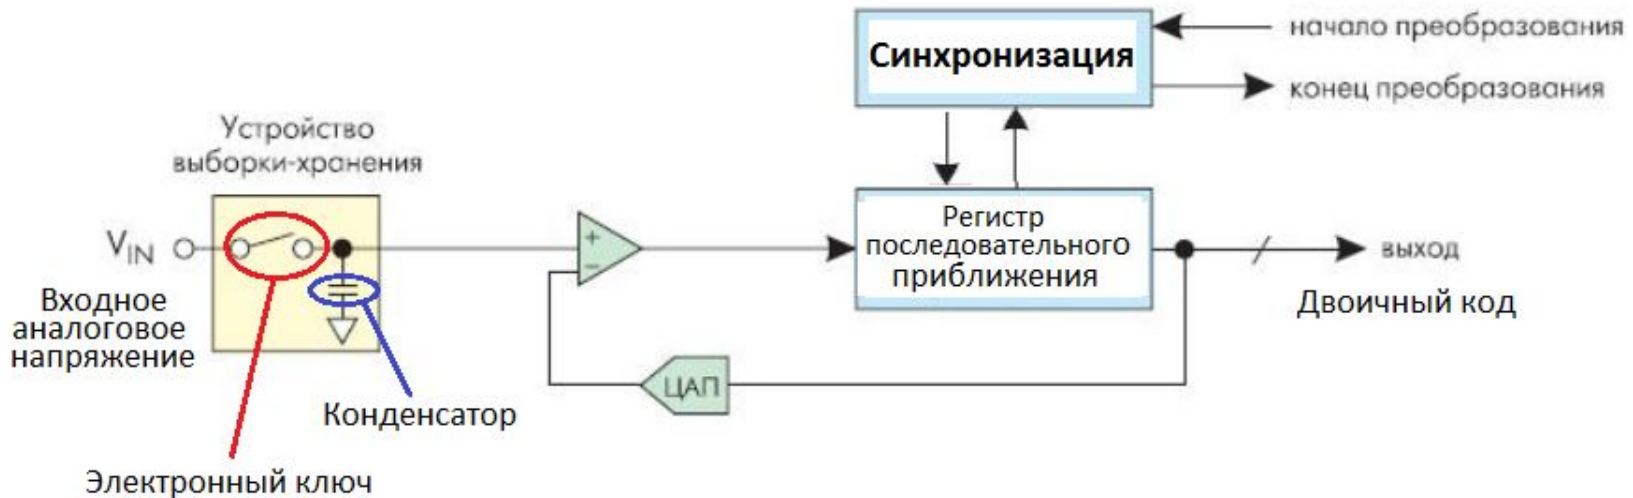 Синхронизация
начало преобразования
конец преобразования
Устройство
выборки-хранения
VIN
Входное
аналоговое
напряжение
+
−
Регистр
последовательного
приближения
выход
Двоичный код
ЦАП
Конденсатор
Электронный ключ